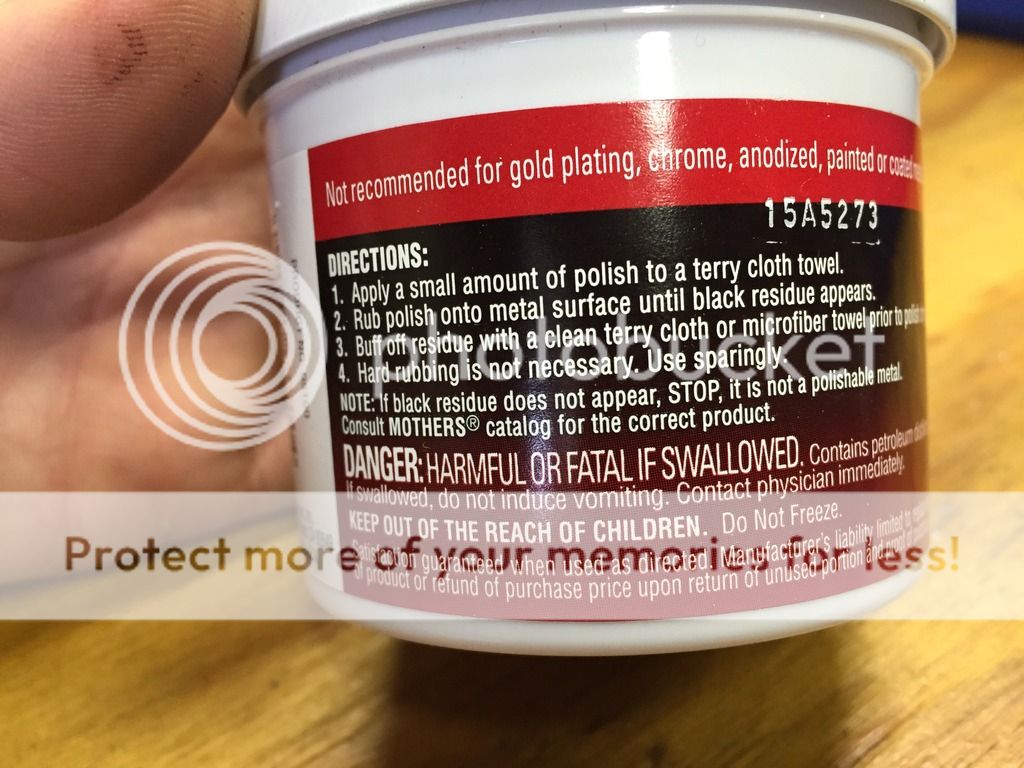 Not recommended for gold plating, chrome, anodized, painted or coated
15A5273
DIRECTIONS:
1. Apply a small amount of polish to a terry cloth towel.
2. Rub polish onto metal surface until black residue appears.
3. Buff off residue with a clean terry cloth or microfiber towel prior to
4. Hard rubbing is not necessary. Use sparingly.
NOTE: If black residue does not appear, STOP, it is not a polishable metal.
Consult MOTHERS® catalog for the correct product.
DANGER: HARMFUL OR FATAL IF SWALLOWED. Contains petroleum
If swallowed, do not induce vomiting. Contact physician immediately.
KEEP OUT OF THE REACH OF CHILDREN. Do Not Freeze.
Satisfaction guaranteed when used as directed. Manufacturer's liability limited to
of product or refund of purchase price upon return of unused portion and proof of
photobucket
Protect more of your memories for less!